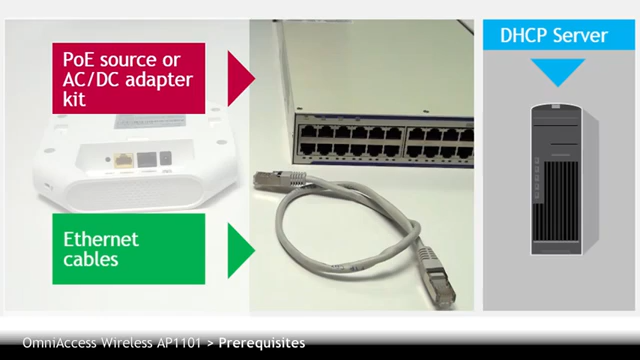 PoE source or
AC/DC adapter
kit
DHCP Server
Ethernet
cables
OmniAccess Wireless AP1101 > Prerequisites